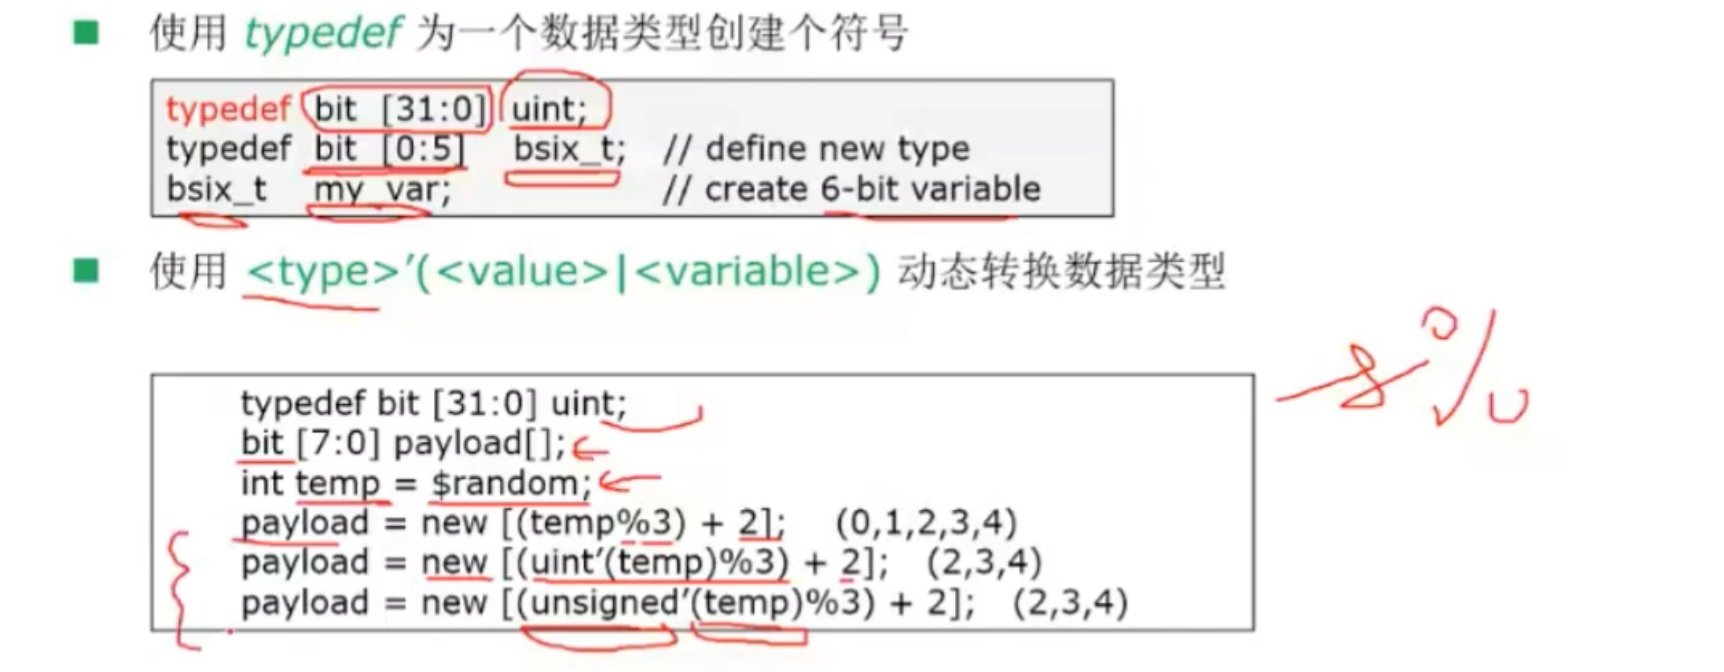 使用 typedef 为一个数据类型创建个符号
typedef bit [31:0] uint;
typedef bit [0:5] bsix_t; // define new type
bsix_t my_var; // create 6-bit variable
使用 <type>’(<value>|<variable>) 动态转换数据类型
typedef bit [31:0] uint;
bit [7:0] payload[];
int temp = $random;
payload = new [(temp%3) + 2]; (0,1,2,3,4)
payload = new [(uint’(temp)%3) + 2]; (2,3,4)
payload = new [(unsigned’(temp)%3) + 2]; (2,3,4)
%